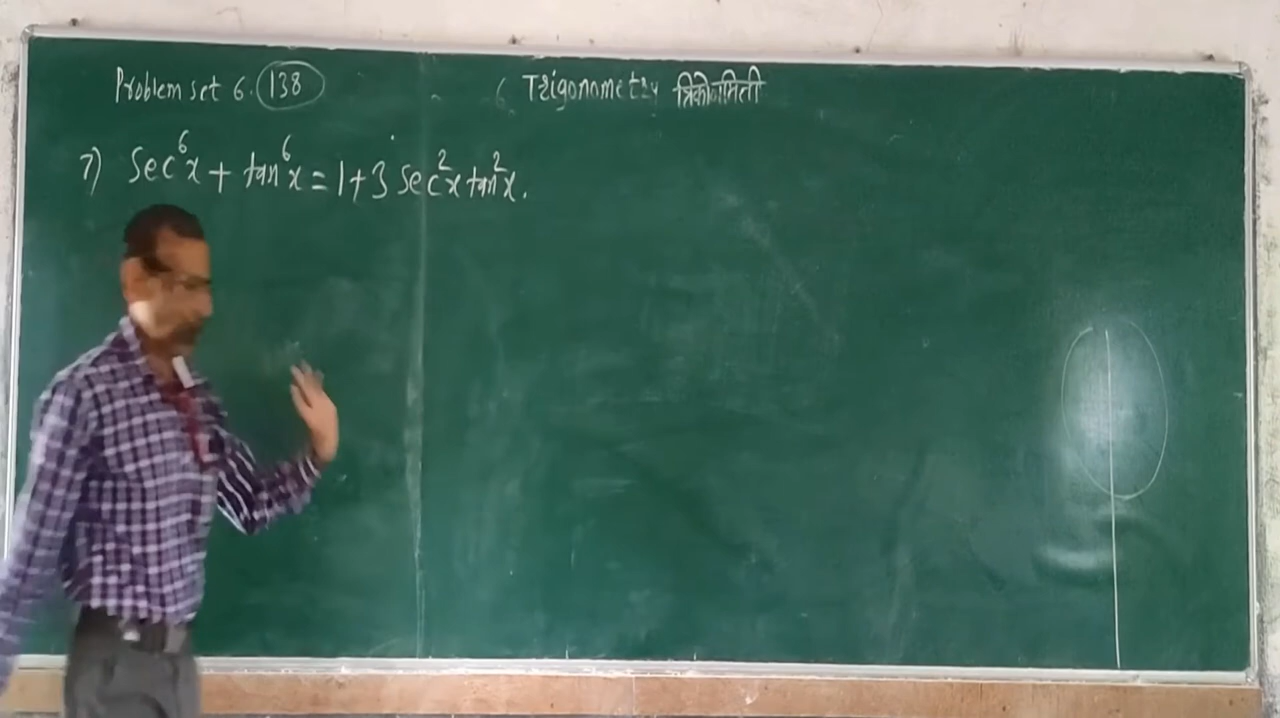 Problem set 6. 138
6 Trigonometry त्रिकोणमिती
7) sec⁶x + tan⁶x = 1+3 sec²x tan²x.